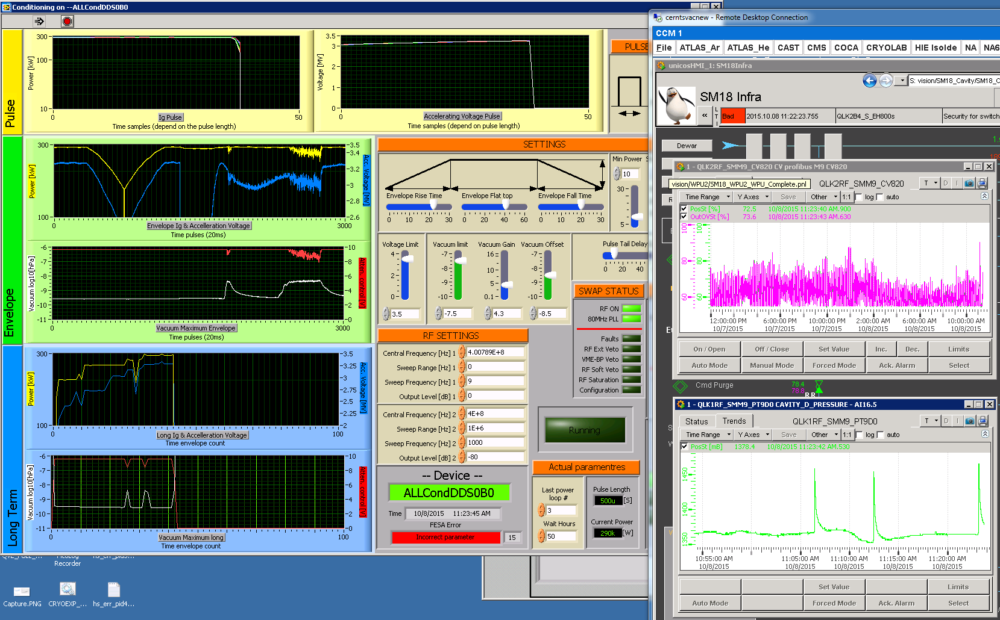 Conditioning on --ALLCondDDS0B0
Pulse
Power [kW]
300
100
10
0
Ig Pulse
50
Time samples (depend on the pulse length)
Voltage [MV]
3.5
3
2
1
0
0
Accelerating Voltage Pulse
50
Time samples (depend on pulse length)
PULSE
Envelope
Power [kW]
300
100
3.5
3.4
3.2
3
2.8
2.6
Acc. Voltage [MV]
0
Envelope Ig & Accelleration Voltage
3000
Time pulses (20ms)
Vacuum log10[hPa]
-6
-7
-8
-9
-10
-11
10
8
6
4
2
0
Atten. control [V]
0
Vacuum Maximum Envelope
3000
Time pulses (20ms)
Long Term
Power [kW]
300
100
3.5
3.25
3
2.75
2.5
2.25
2
Acc. Voltage [MV]
0
Long Ig & Accelleration Voltage
100
Time envelope count
Vacuum log10[hPa]
-6
-7
-8
-9
-10
-11
10
8
6
4
2
0
Atten. control [V]
0
Vacuum Maximum long
100
Time envelope count
SETTINGS
Envelope Rise Time
Envelope Flat top
Envelope Fall Time
0 10 20 30
0 20 40 60
0 10 20 30
Min Power
10
30
5
Voltage Limit
4
2
0
3.5
Vacuum limit
-7
-8
-9
-10
-7.5
Vacuum Gain
16
10
5
0.1
4.3
Vacuum Offset
-7
-8
-9
-10
-8.5
Pulse Tail Delay
0 20 40
SWAP STATUS
RF ON
80MHz PLL
Faults
RF Ext Veto
VME-BP Veto
RF Soft Veto
RF Saturation
Configuration
RF SETTINGS
Central Frequency [Hz] 1 4.00789E+8
Sweep Range [Hz] 1 0
Sweep Frequency [Hz] 1 9
Output Level [dB] 1 0
Central Frequency [Hz] 2 4E+8
Sweep Range [Hz] 2 1E+6
Sweep Frequency [Hz] 2 1000
Output Level [dB] 2 -80
Running
-- Device --
ALLCondDDS0B0
Time 10/8/2015 11:23:45 AM
FESA Error
Incorrect parameter 15
Actual paramentres
Last power
loop #
3
Wait Hours
50
Pulse Length
500u [S]
Current Power
290k [W]
Recorder
hs_err_pid3...
Capture.PNG
CRYOEXP_...
hs_err_pid4...
cerntsvacnew - Remote Desktop Connection
CCM 1
File ATLAS_Ar ATLAS_He CAST CMS COCA CRYOLAB HIE Isolde NA NA6
unicosHMI_1: SM18Infra
S: vision/SM18_Cavity/SM18_C
SM18 Infra
«
L
T
I
Bad 2015.10.08 11:22:23.755 QLK2B4_S_EH800s Security for switch
Dewar
1 - QLK2RF_SMM9_CV820 CV profibus M9 CV820
vision/WPU2/SM18_WPU2_WPU_Complete.pnl
QLK2RF_SMM9_CV820
T D I
Time Range Y Axes Save Other 1:1 log auto
PosSt [%] 72.5 10/8/2015 11:23:40 AM.900
OutOVSt [%] 73.6 10/8/2015 11:23:43 AM.630
100 100
80 80
60 60
12:00:00 PM 6:00:00 PM 10:00:00 PM 2:00:00 AM 6:00:00 AM 10:00:00 AM
10/7/2015 10/7/2015 10/7/2015 10/8/2015 10/8/2015 10/8/2015
On / Open Off / Close Set Value Inc. Dec. Limits
Auto Mode Manual Mode Forced Mode Ack. Alarm Select
Cmd Purge
78.4
78.8
RR
1 - QLK1RF_SMM9_PT9D0 CAVITY_D_PRESSURE - AI16.5
Status Trends
QLK1RF_SMM9_PT9D0
T D I
Time Range Y Axes Save Other 1:1 log auto
PosSt [mB] 1378.4 10/8/2015 11:23:42 AM.530
1450
1400
1350
10:55:00 AM 11:05:00 AM 11:10:00 AM 11:15:00 AM 11:20:00 AM
10/8/2015 10/8/2015 10/8/2015 10/8/2015 10/8/2015
Set Value Limits
Auto Mode Forced Mode Ack. Alarm Select